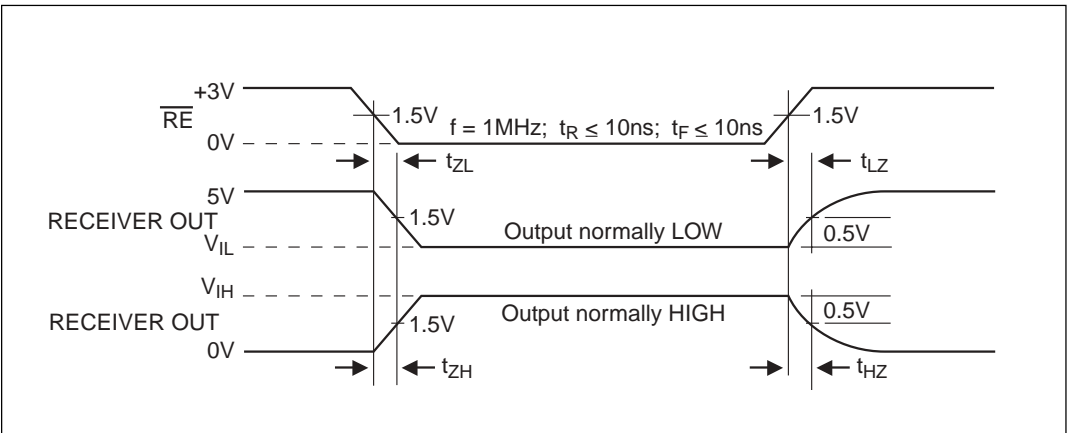 +3V
RE
0V
1.5V
f = 1MHz; tR ≤ 10ns; tF ≤ 10ns
1.5V
tZL
tLZ
5V
RECEIVER OUT
VIL
1.5V
Output normally LOW
0.5V
VIH
RECEIVER OUT
0V
1.5V
Output normally HIGH
0.5V
tZH
tHZ